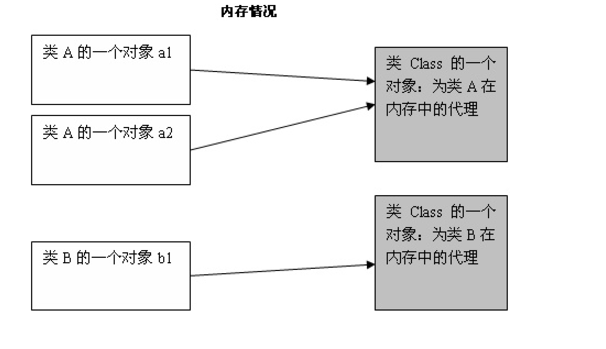 内存情况
类 A 的一个对象 a1
类 Class 的一个
对象：为类 A 在
内存中的代理
类 A 的一个对象 a2
类 Class 的一个
对象：为类 B 在
内存中的代理
类 B 的一个对象 b1